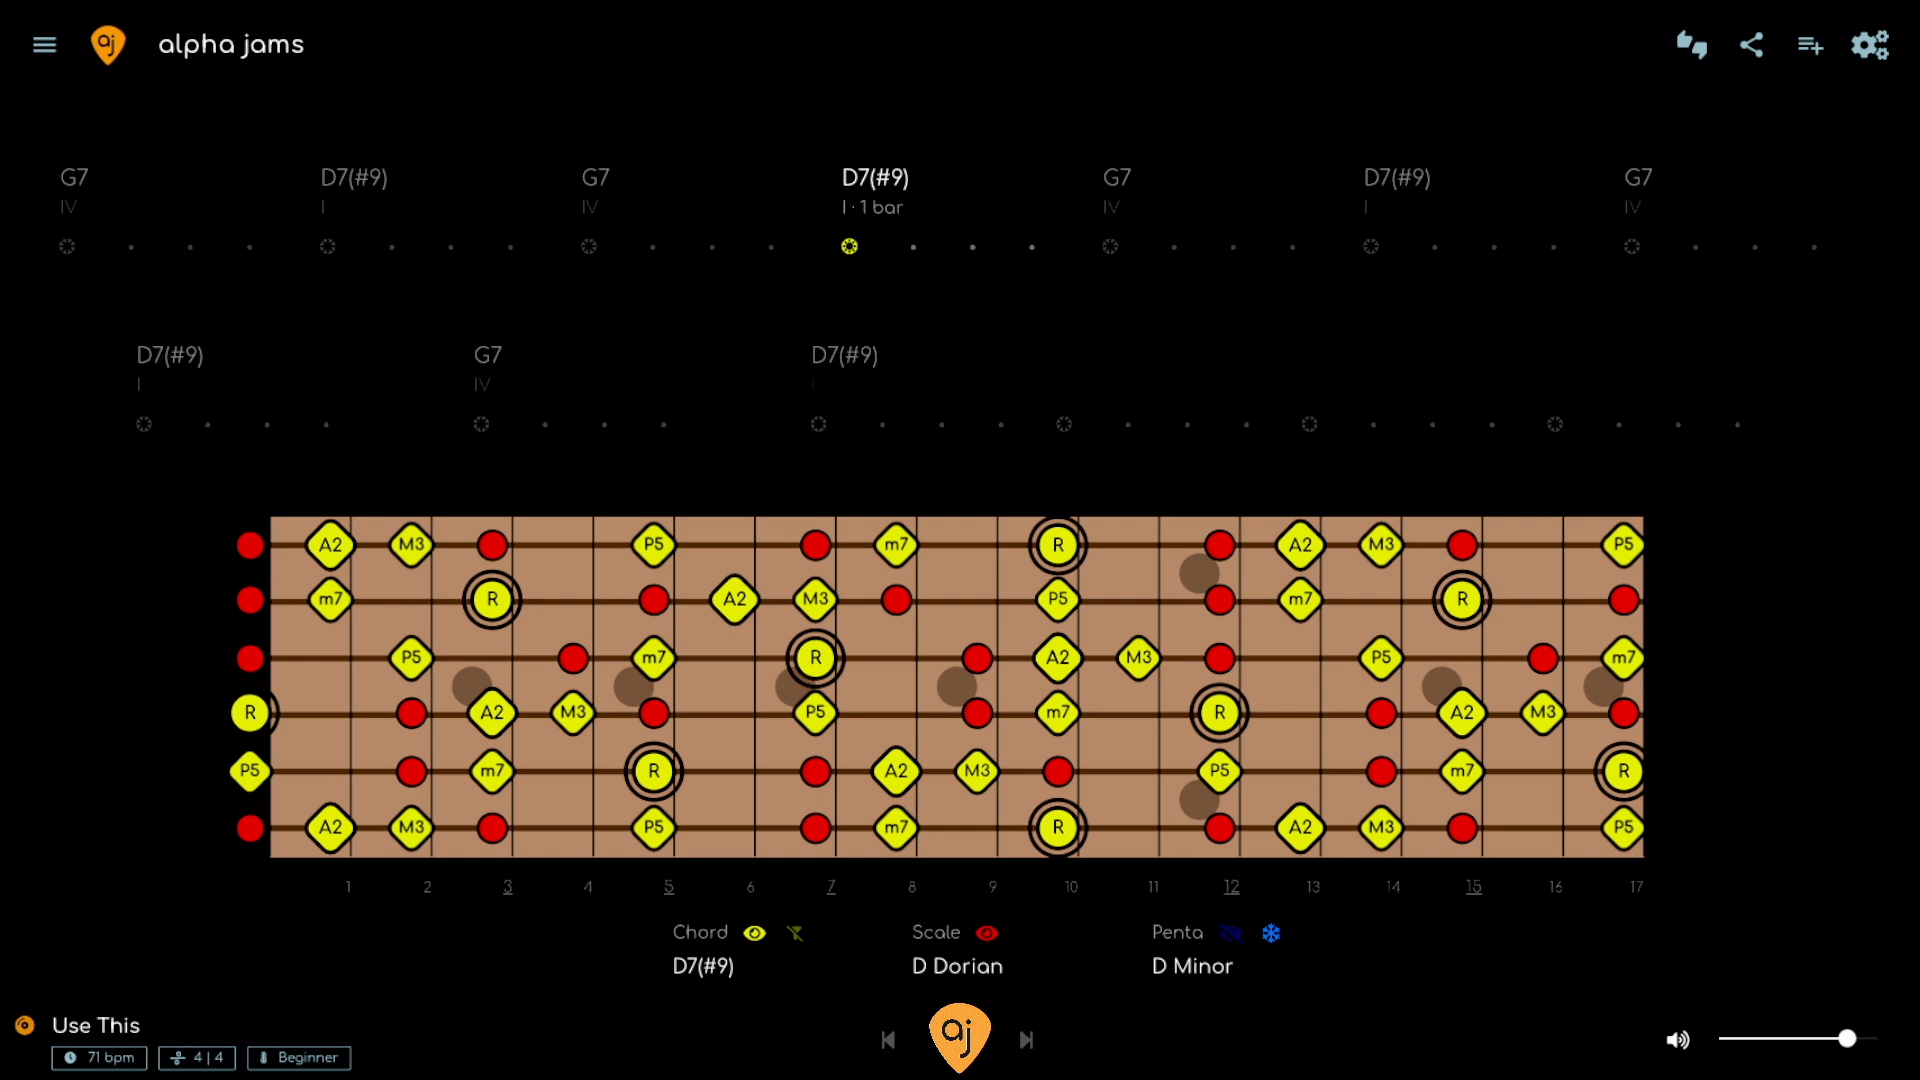 aj alpha jams
G7 D7(#9) G7 D7(#9) G7 D7(#9) G7
IV I IV I · 1 bar IV I IV
D7(#9) G7 D7(#9)
I IV I
A2 M3 P5 m7 R A2 M3 P5
m7 R A2 M3 P5 m7 R
P5 m7 R A2 M3 P5 m7
R A2 M3 P5 m7 R A2 M3
P5 m7 R A2 M3 P5 m7 R
A2 M3 P5 m7 R A2 M3 P5
1 2 3 4 5 6 7 8 9 10 11 12 13 14 15 16 17
Chord Scale Penta
D7(#9) D Dorian D Minor
Use This
71 bpm 4|4 Beginner
aj